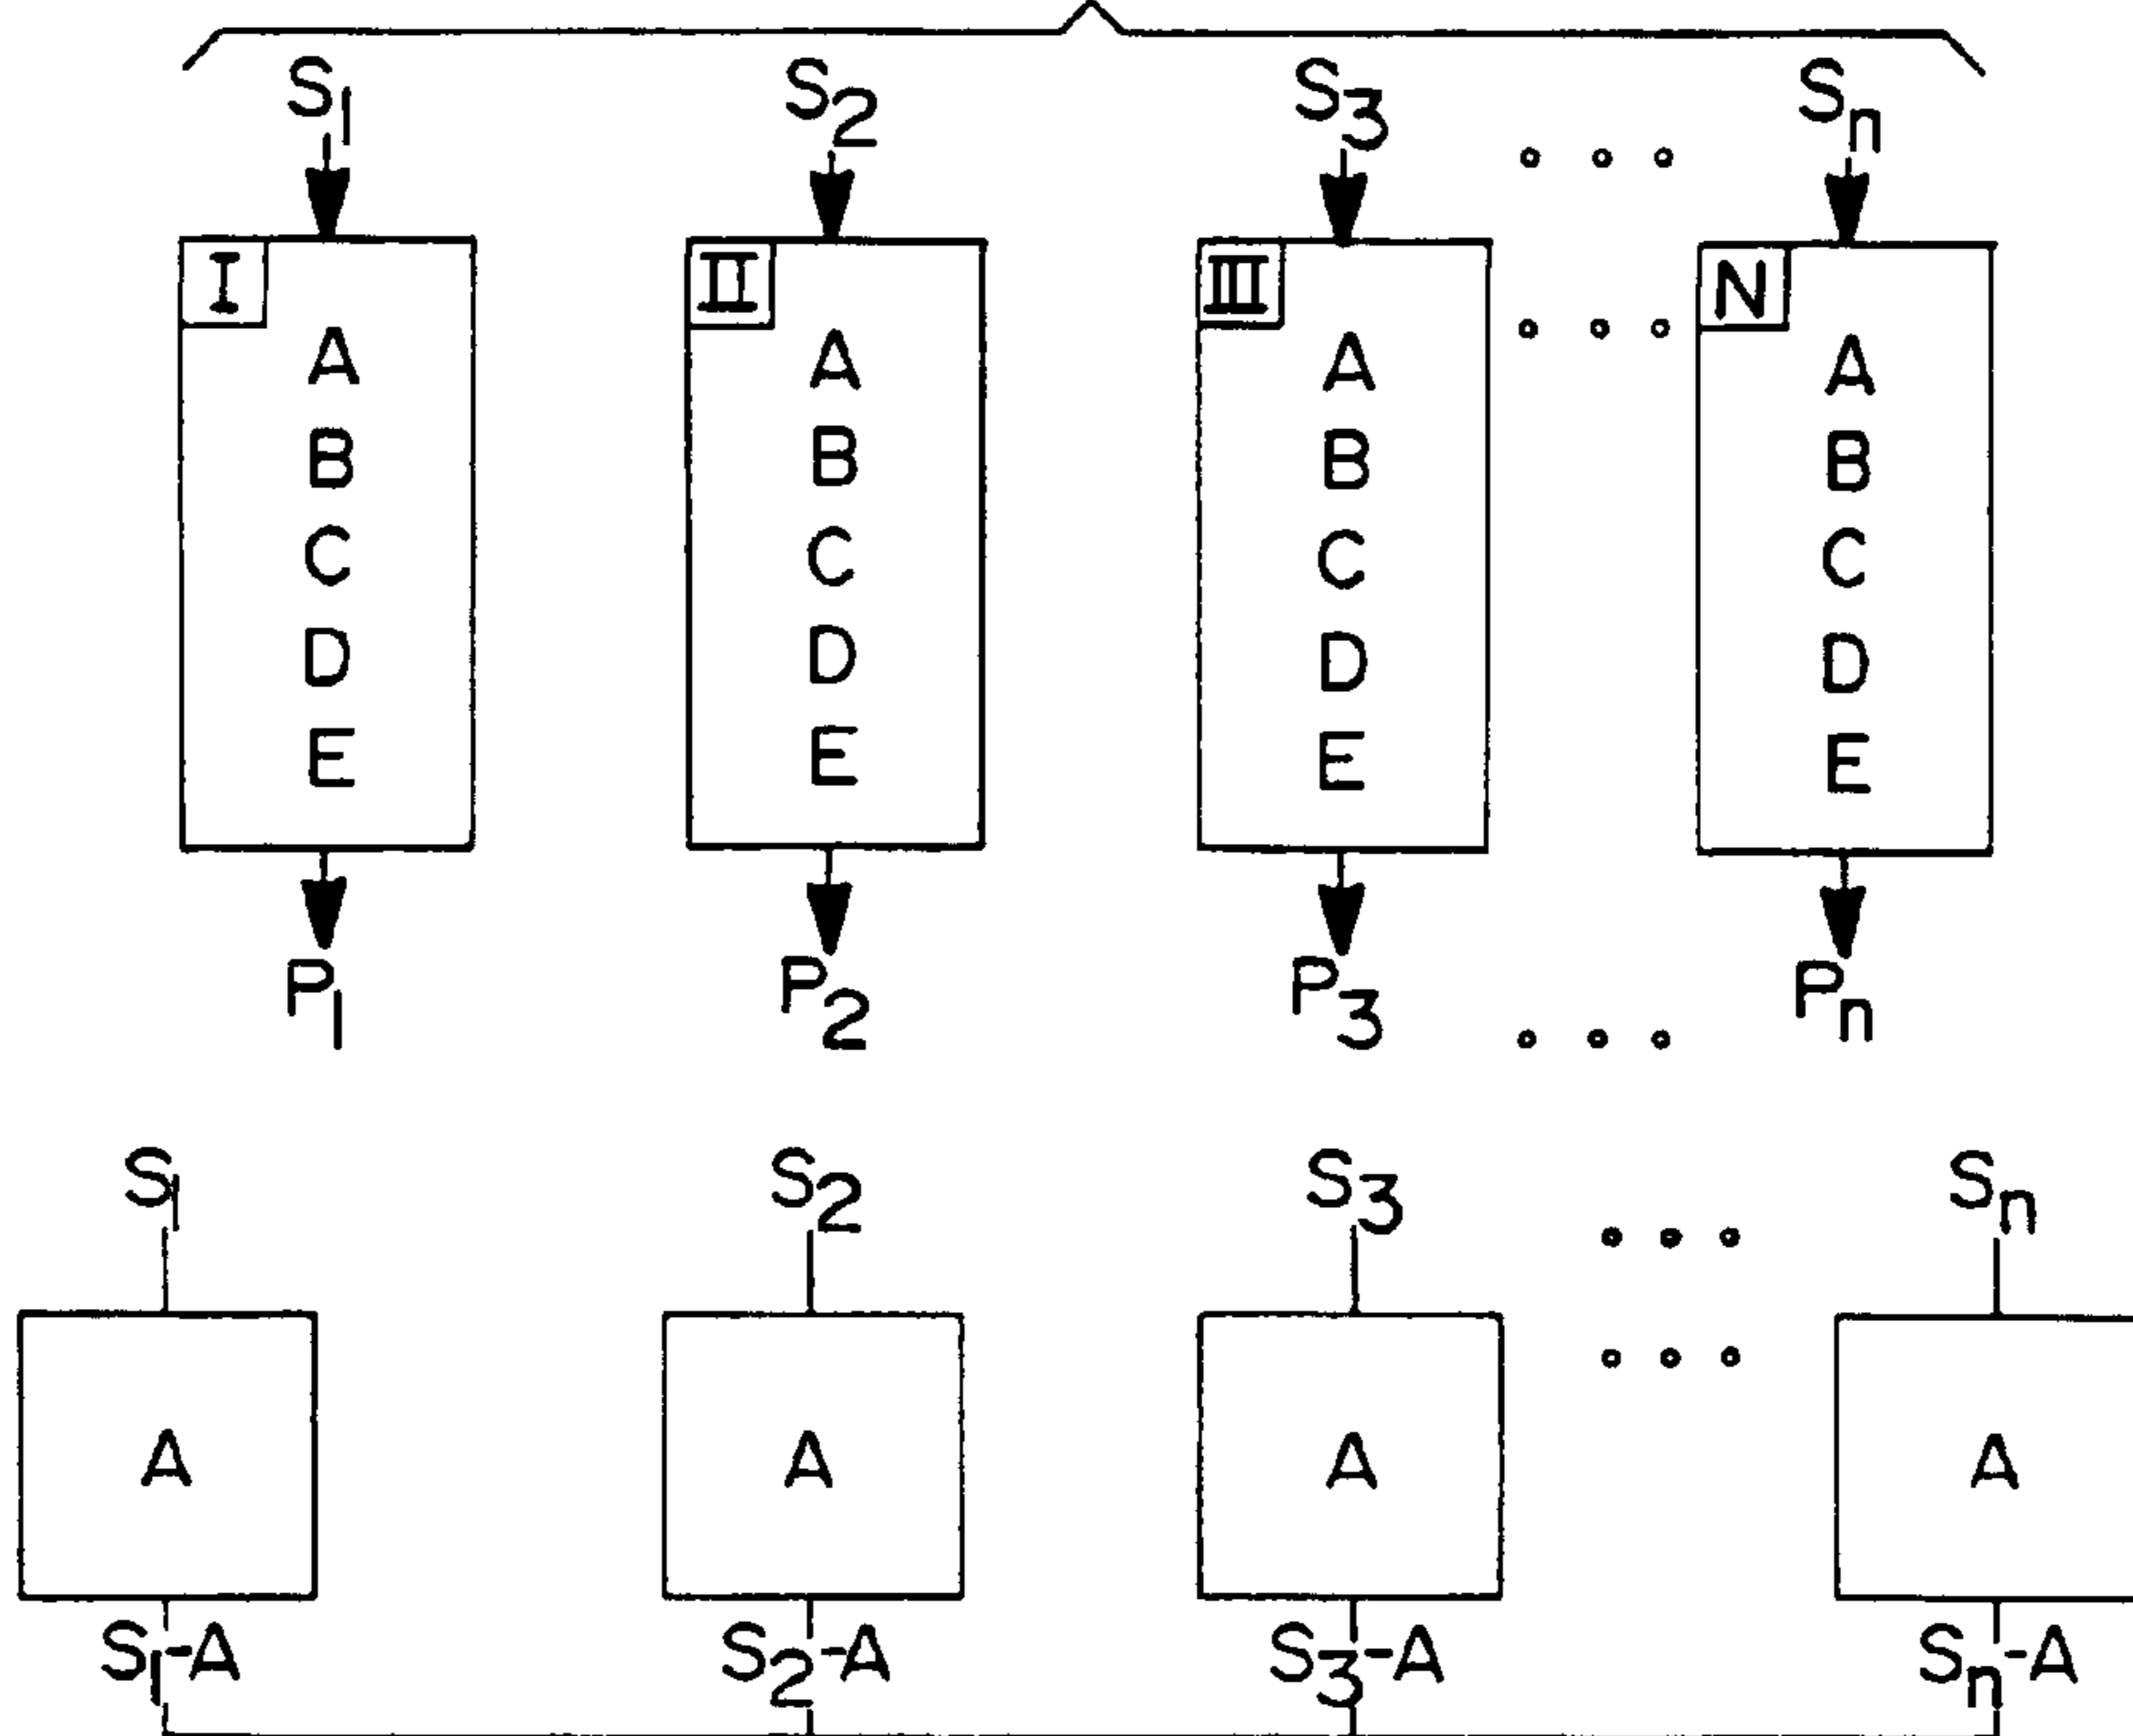 S1 S2 S3 Sn
I II III N
A A A A
B B B B
C C C C
D D D D
E E E E
P1 P2 P3 Pn
S1 S2 S3 Sn
A A A A
S1-A S2-A S3-A Sn-A